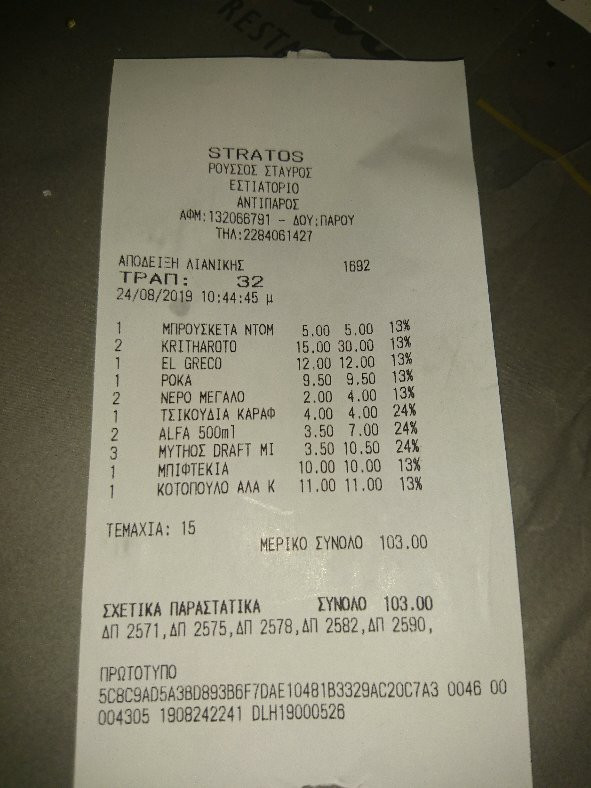 REST
STRATOS
ΡΟΥΣΣΟΣ ΣΤΑΥΡΟΣ
ΕΣΤΙΑΤΟΡΙΟ
ΑΝΤΙΠΑΡΟΣ
ΑΦΜ:132066791 - ΔΟΥ:ΠΑΡΟΥ
ΤΗΛ:2284061427
ΑΠΟΔΕΙΞΗ ΛΙΑΝΙΚΗΣ 1692
ΤΡΑΠ: 32
24/08/2019 10:44:45 μ
1 ΜΠΡΟΥΣΚΕΤΑ ΝΤΟΜ 5.00 5.00 13%
2 KRITHAROTO 15.00 30.00 13%
1 EL GRECO 12.00 12.00 13%
1 ΡΟΚΑ 9.50 9.50 13%
2 ΝΕΡΟ ΜΕΓΑΛΟ 2.00 4.00 13%
1 ΤΣΙΚΟΥΔΙΑ ΚΑΡΑΦ 4.00 4.00 24%
2 ALFA 500ml 3.50 7.00 24%
3 ΜΥΘΟΣ DRAFT ΜΙ 3.50 10.50 24%
1 ΜΠΙΦΤΕΚΙΑ 10.00 10.00 13%
1 ΚΟΤΟΠΟΥΛΟ ΑΛΑ Κ 11.00 11.00 13%
ΤΕΜΑΧΙΑ: 15
ΜΕΡΙΚΟ ΣΥΝΟΛΟ 103.00
ΣΧΕΤΙΚΑ ΠΑΡΑΣΤΑΤΙΚΑ ΣΥΝΟΛΟ 103.00
ΔΠ 2571,ΔΠ 2575,ΔΠ 2578,ΔΠ 2582,ΔΠ 2590,
ΠΡΩΤΟΤΥΠΟ
5C8C9AD5A38D893B6F7DAE10481B3329AC20C7A3 0046 00
004305 1908242241 DLH19000526